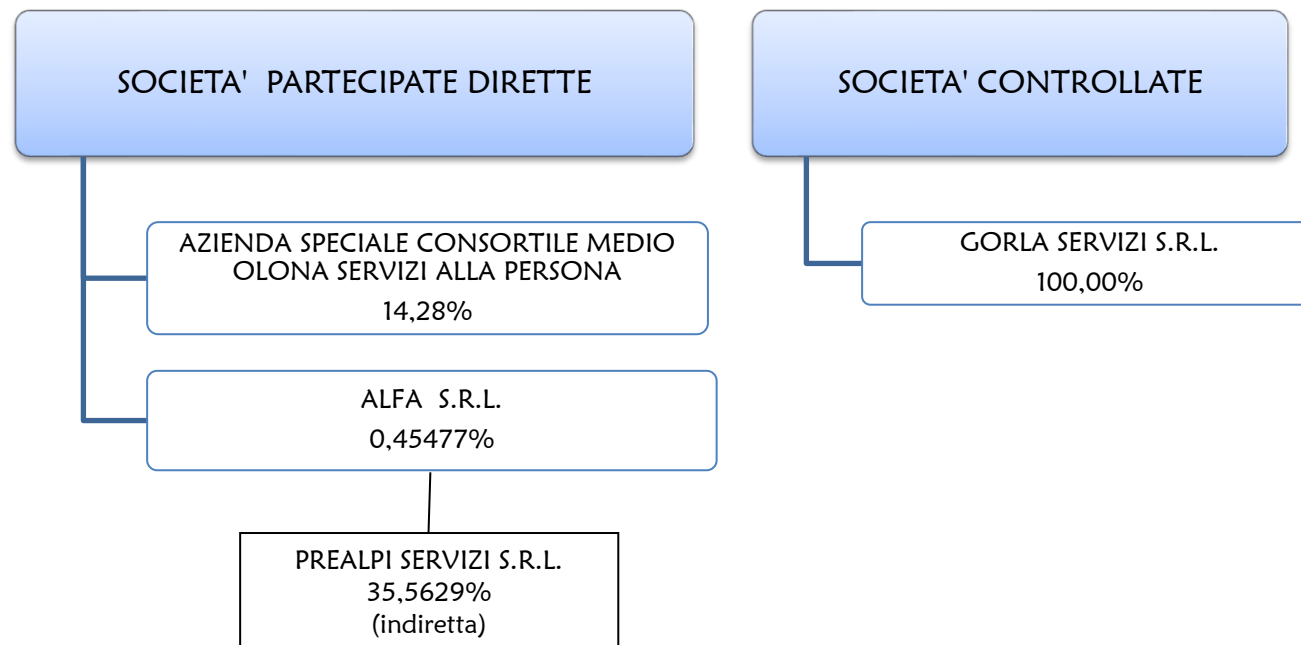 SOCIETA' PARTECIPATE DIRETTE
AZIENDA SPECIALE CONSORTILE MEDIO
OLONA SERVIZI ALLA PERSONA
14,28%
ALFA S.R.L.
0,45477%
PREALPI SERVIZI S.R.L.
35,5629%
(indiretta)
SOCIETA' CONTROLLATE
GORLA SERVIZI S.R.L.
100,00%